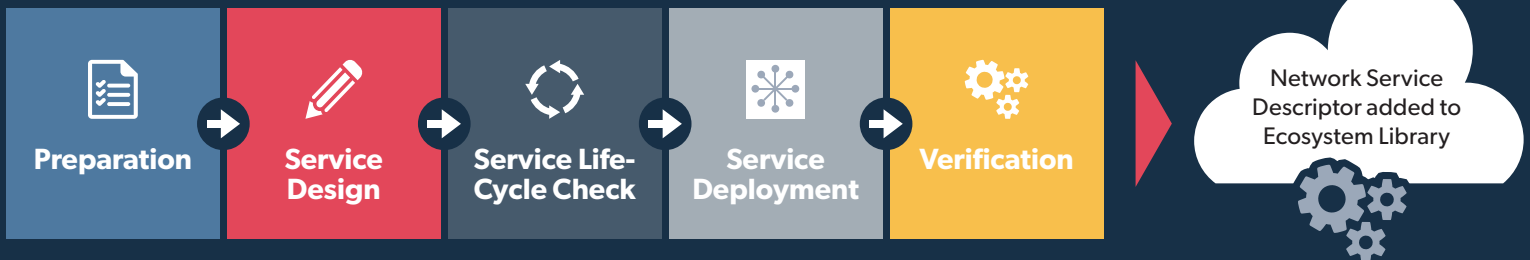 Preparation
Service
Design
Service Life-
Cycle Check
Service
Deployment
Verification
Network Service
Descriptor added to
Ecosystem Library